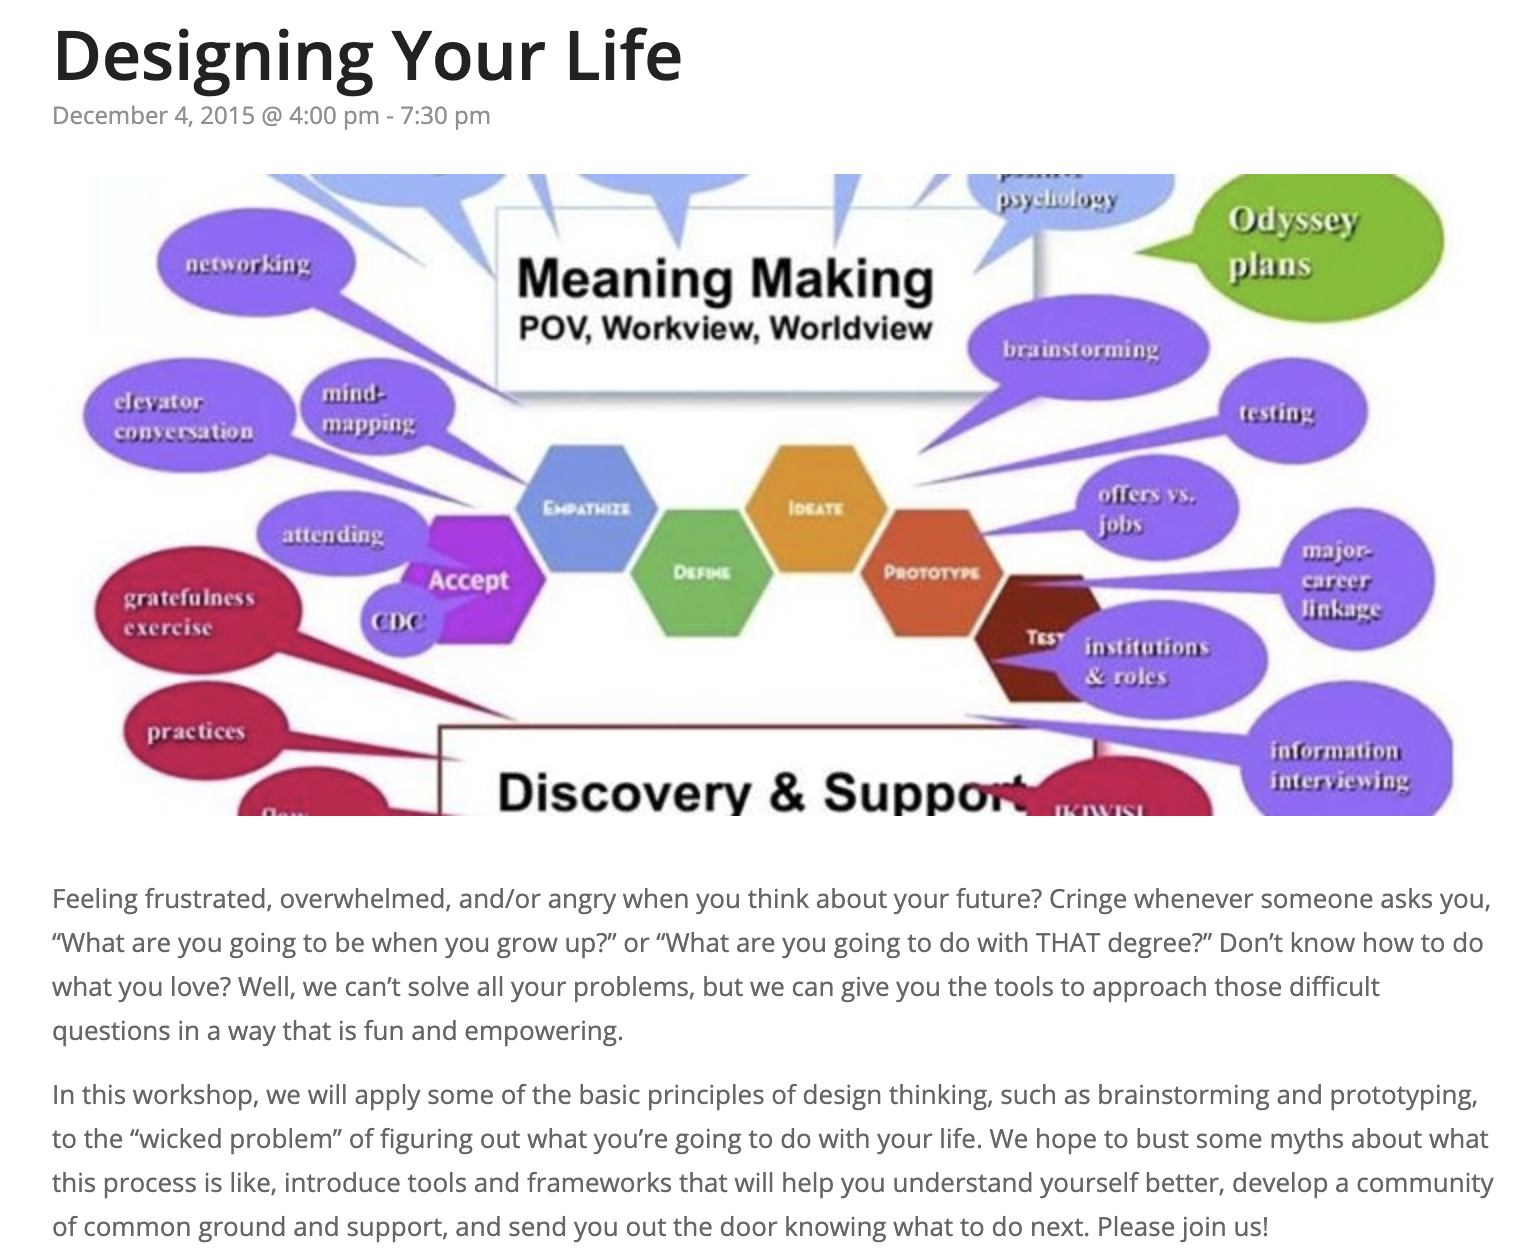 Designing Your Life
December 4, 2015 @ 4:00 pm - 7:30 pm
psychology
Odyssey
plans
networking
Meaning Making
POV, Workview, Worldview
brainstorming
elevator
conversation
mind-
mapping
testing
EMPATHIZE
IDEATE
offers vs.
jobs
attending
Accept
DEFINE
PROTOTYPE
major-
career
linkage
gratefulness
exercise
CDC
TEST
institutions
& roles
practices
information
interviewing
Discovery & Support
Feeling frustrated, overwhelmed, and/or angry when you think about your future? Cringe whenever someone asks you,
“What are you going to be when you grow up?” or “What are you going to do with THAT degree?” Don’t know how to do
what you love? Well, we can’t solve all your problems, but we can give you the tools to approach those difficult
questions in a way that is fun and empowering.
In this workshop, we will apply some of the basic principles of design thinking, such as brainstorming and prototyping,
to the “wicked problem” of figuring out what you’re going to do with your life. We hope to bust some myths about what
this process is like, introduce tools and frameworks that will help you understand yourself better, develop a community
of common ground and support, and send you out the door knowing what to do next. Please join us!